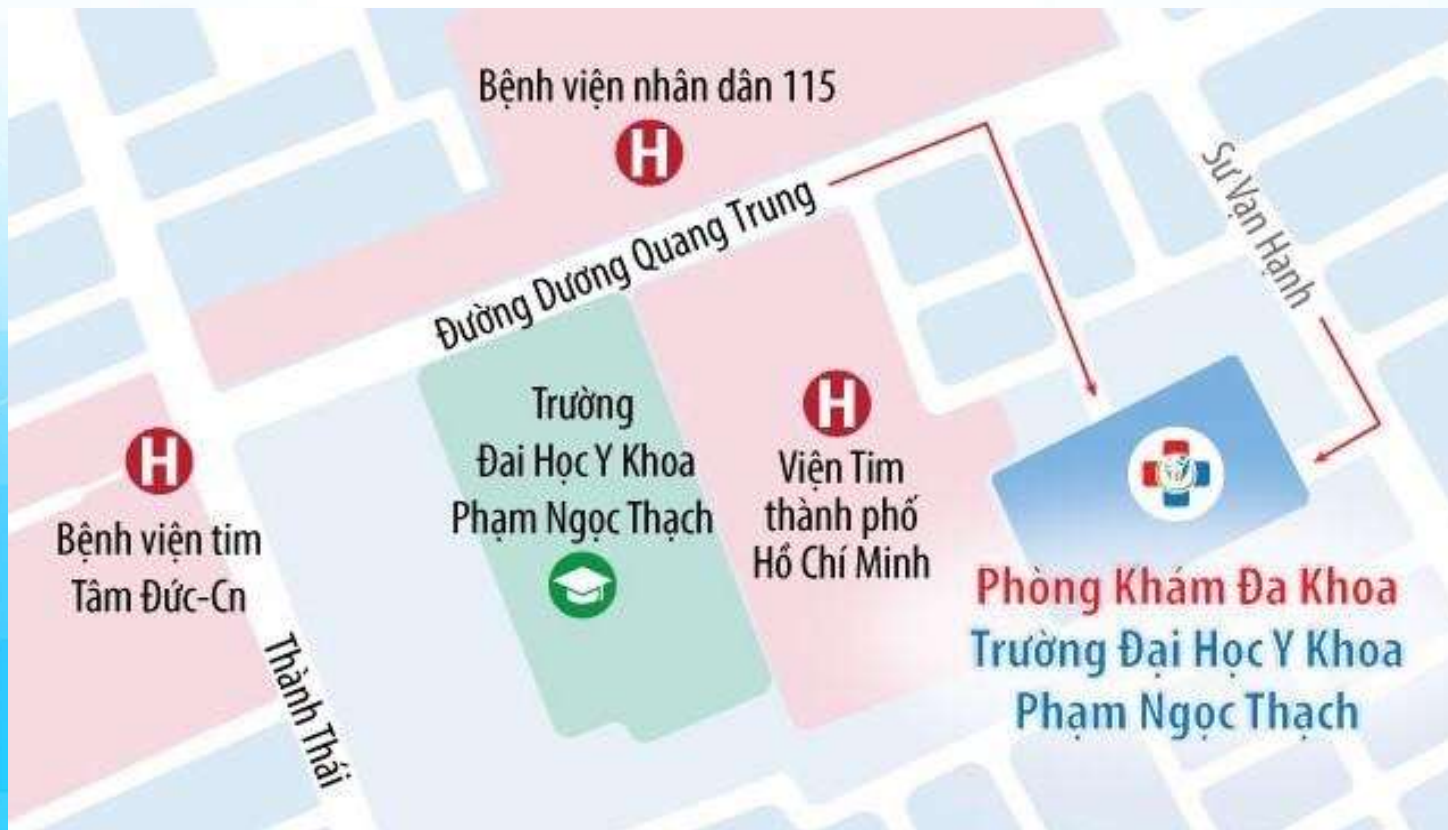 Bệnh viện nhân dân 115
H
Đường Dương Quang Trung
Sư Vạn Hạnh
H
Bệnh viện tim
Tâm Đức-Cn
Thành Thái
Trường
Đai Học Y Khoa
Phạm Ngọc Thạch
H
Viện Tim
thành phố
Hồ Chí Minh
Phòng Khám Đa Khoa
Trường Đại Học Y Khoa
Phạm Ngọc Thạch